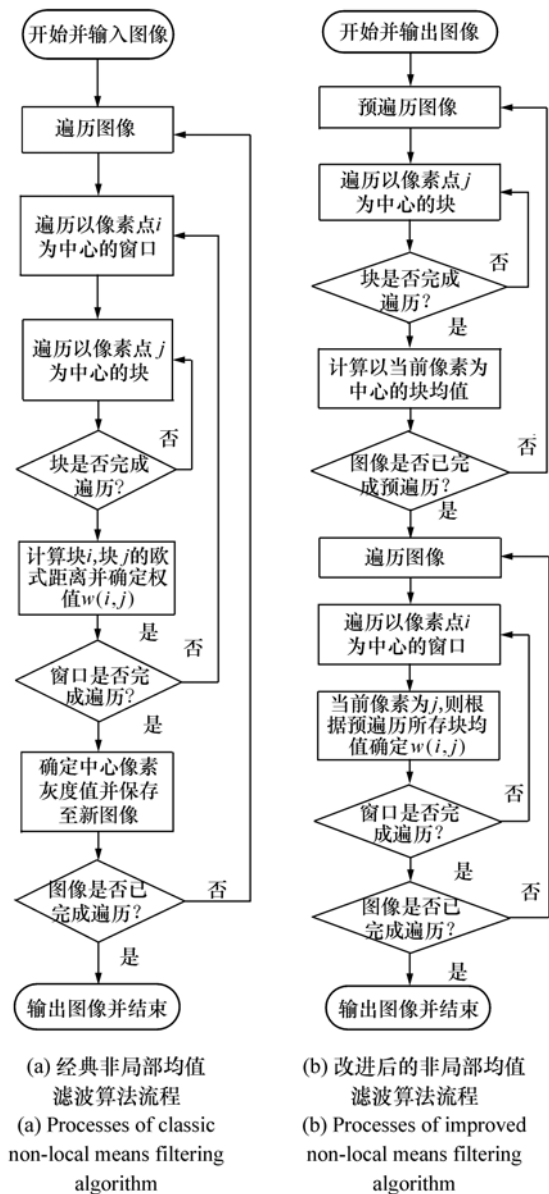 开始并输入图像
遍历图像
遍历以像素点i
为中心的窗口
遍历以像素点 j
为中心的块
否
块是否完成
遍历?
计算块i,块 j的欧
式距离并确定权
值w(i,j)
是
否
窗口是否完
成遍历?
是
确定中心像素
灰度值并保存
至新图像
图像是否已
完成遍历?
否
是
输出图像并结束
(a) 经典非局部均值
滤波算法流程
(a) Processes of classic
non-local means filtering
algorithm
开始并输出图像
预遍历图像
遍历以像素点 j
为中心的块
否
块是否完成
遍历?
是
计算以当前像素为
中心的块均值
否
图像是否已完
成预遍历?
是
遍历图像
遍历以像素点i
为中心的窗口
当前像素为j,则根
据预遍历所存块均
值确定w(i,j)
否
窗口是否完
成遍历?
是
否
图像是否已
完成遍历?
是
输出图像并结束
(b) 改进后的非局部均值
滤波算法流程
(b) Processes of improved
non-local means filtering
algorithm